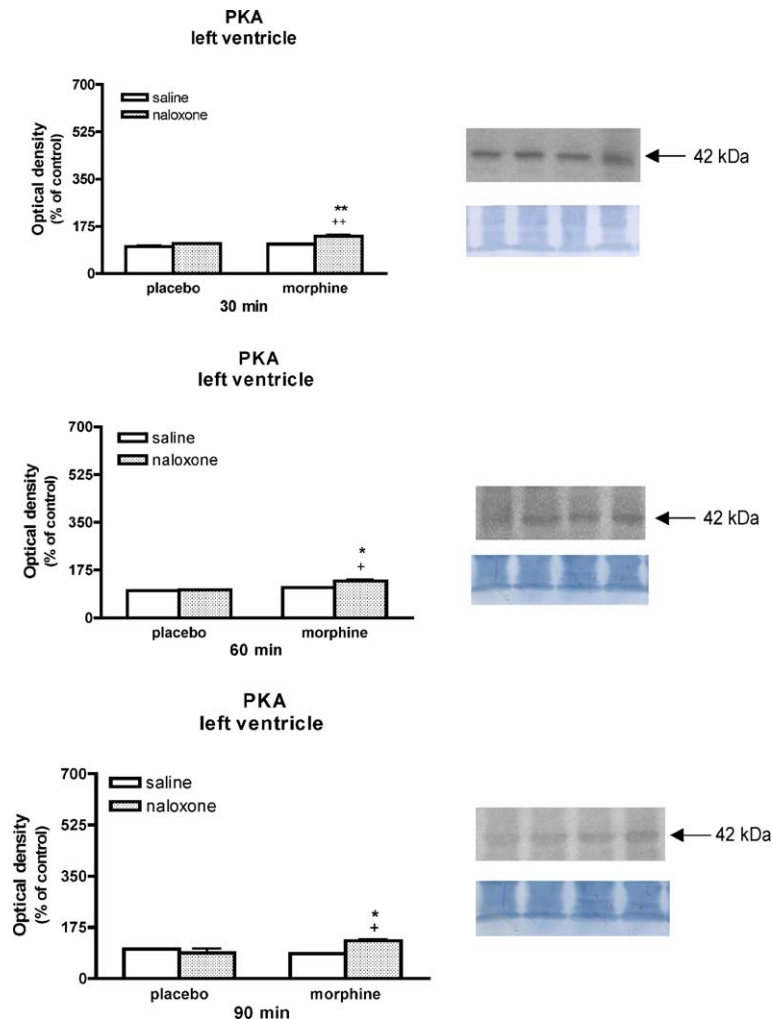 PKA
left ventricle
700
525
350
175
0
Optical density
(% of control)
saline
naloxone
**
++
placebo
morphine
30 min
42 kDa
PKA
left ventricle
700
525
350
175
0
Optical density
(% of control)
saline
naloxone
*
+
placebo
morphine
60 min
42 kDa
PKA
left ventricle
700
525
350
175
0
Optical density
(% of control)
saline
naloxone
*
+
placebo
morphine
90 min
42 kDa